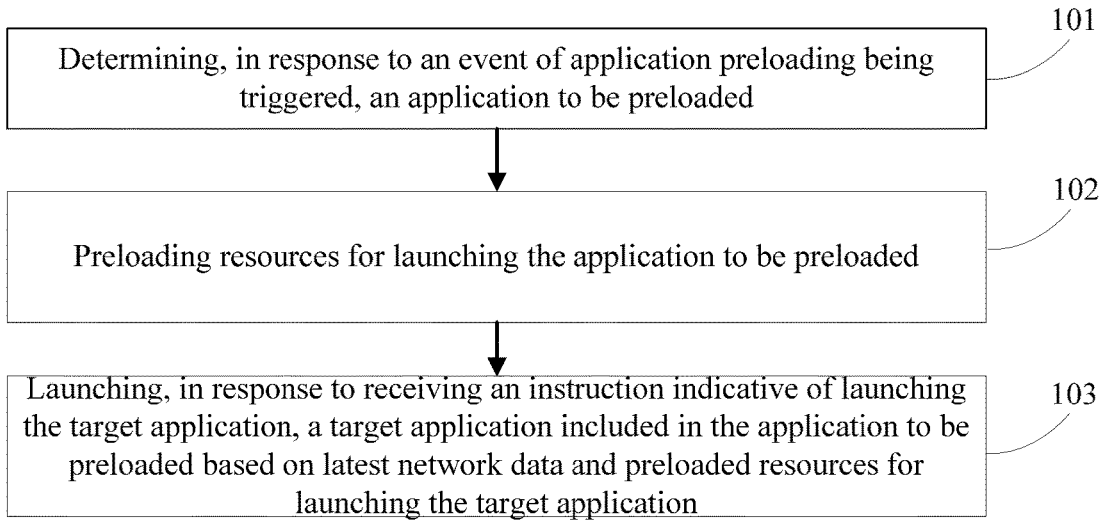 101
Determining, in response to an event of application preloading being
triggered, an application to be preloaded
102
Preloading resources for launching the application to be preloaded
103
Launching, in response to receiving an instruction indicative of launching
the target application, a target application included in the application to be
preloaded based on latest network data and preloaded resources for
launching the target application